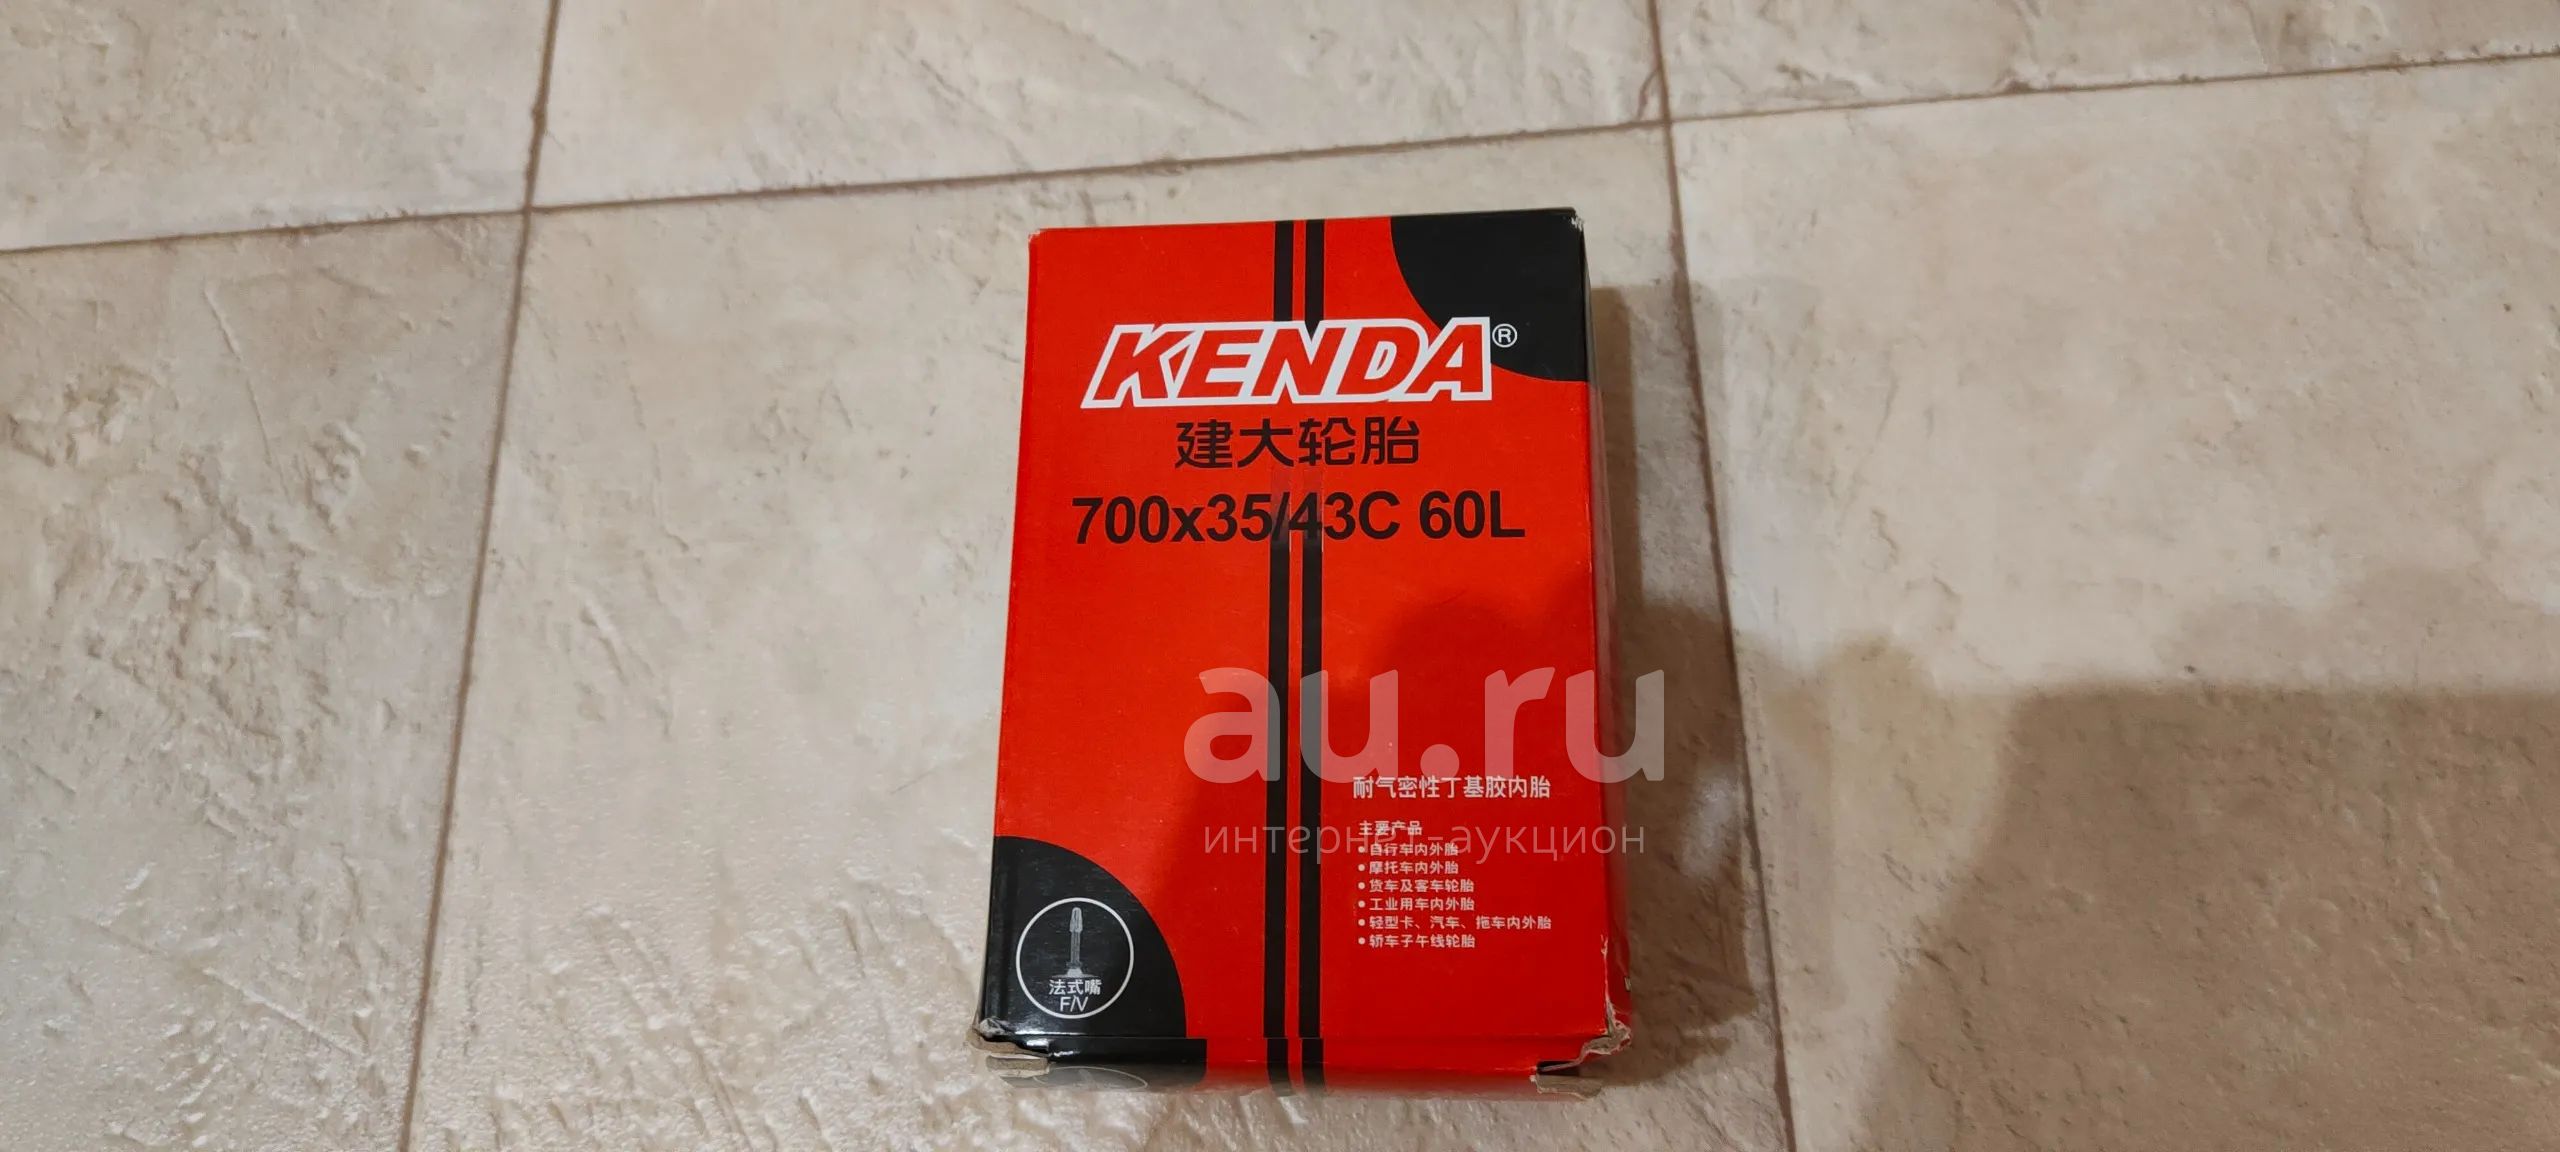 KENDA®
建大轮胎
700x35/43C 60L
au.ru
интернет-аукцион
耐气密性丁基胶内胎
主要产品
• 自行车内外胎
• 摩托车内外胎
• 货车及客车轮胎
• 工业用车内外胎
• 轻型卡、汽车、拖车内外胎
• 轿车子午线轮胎
法式嘴
F/V